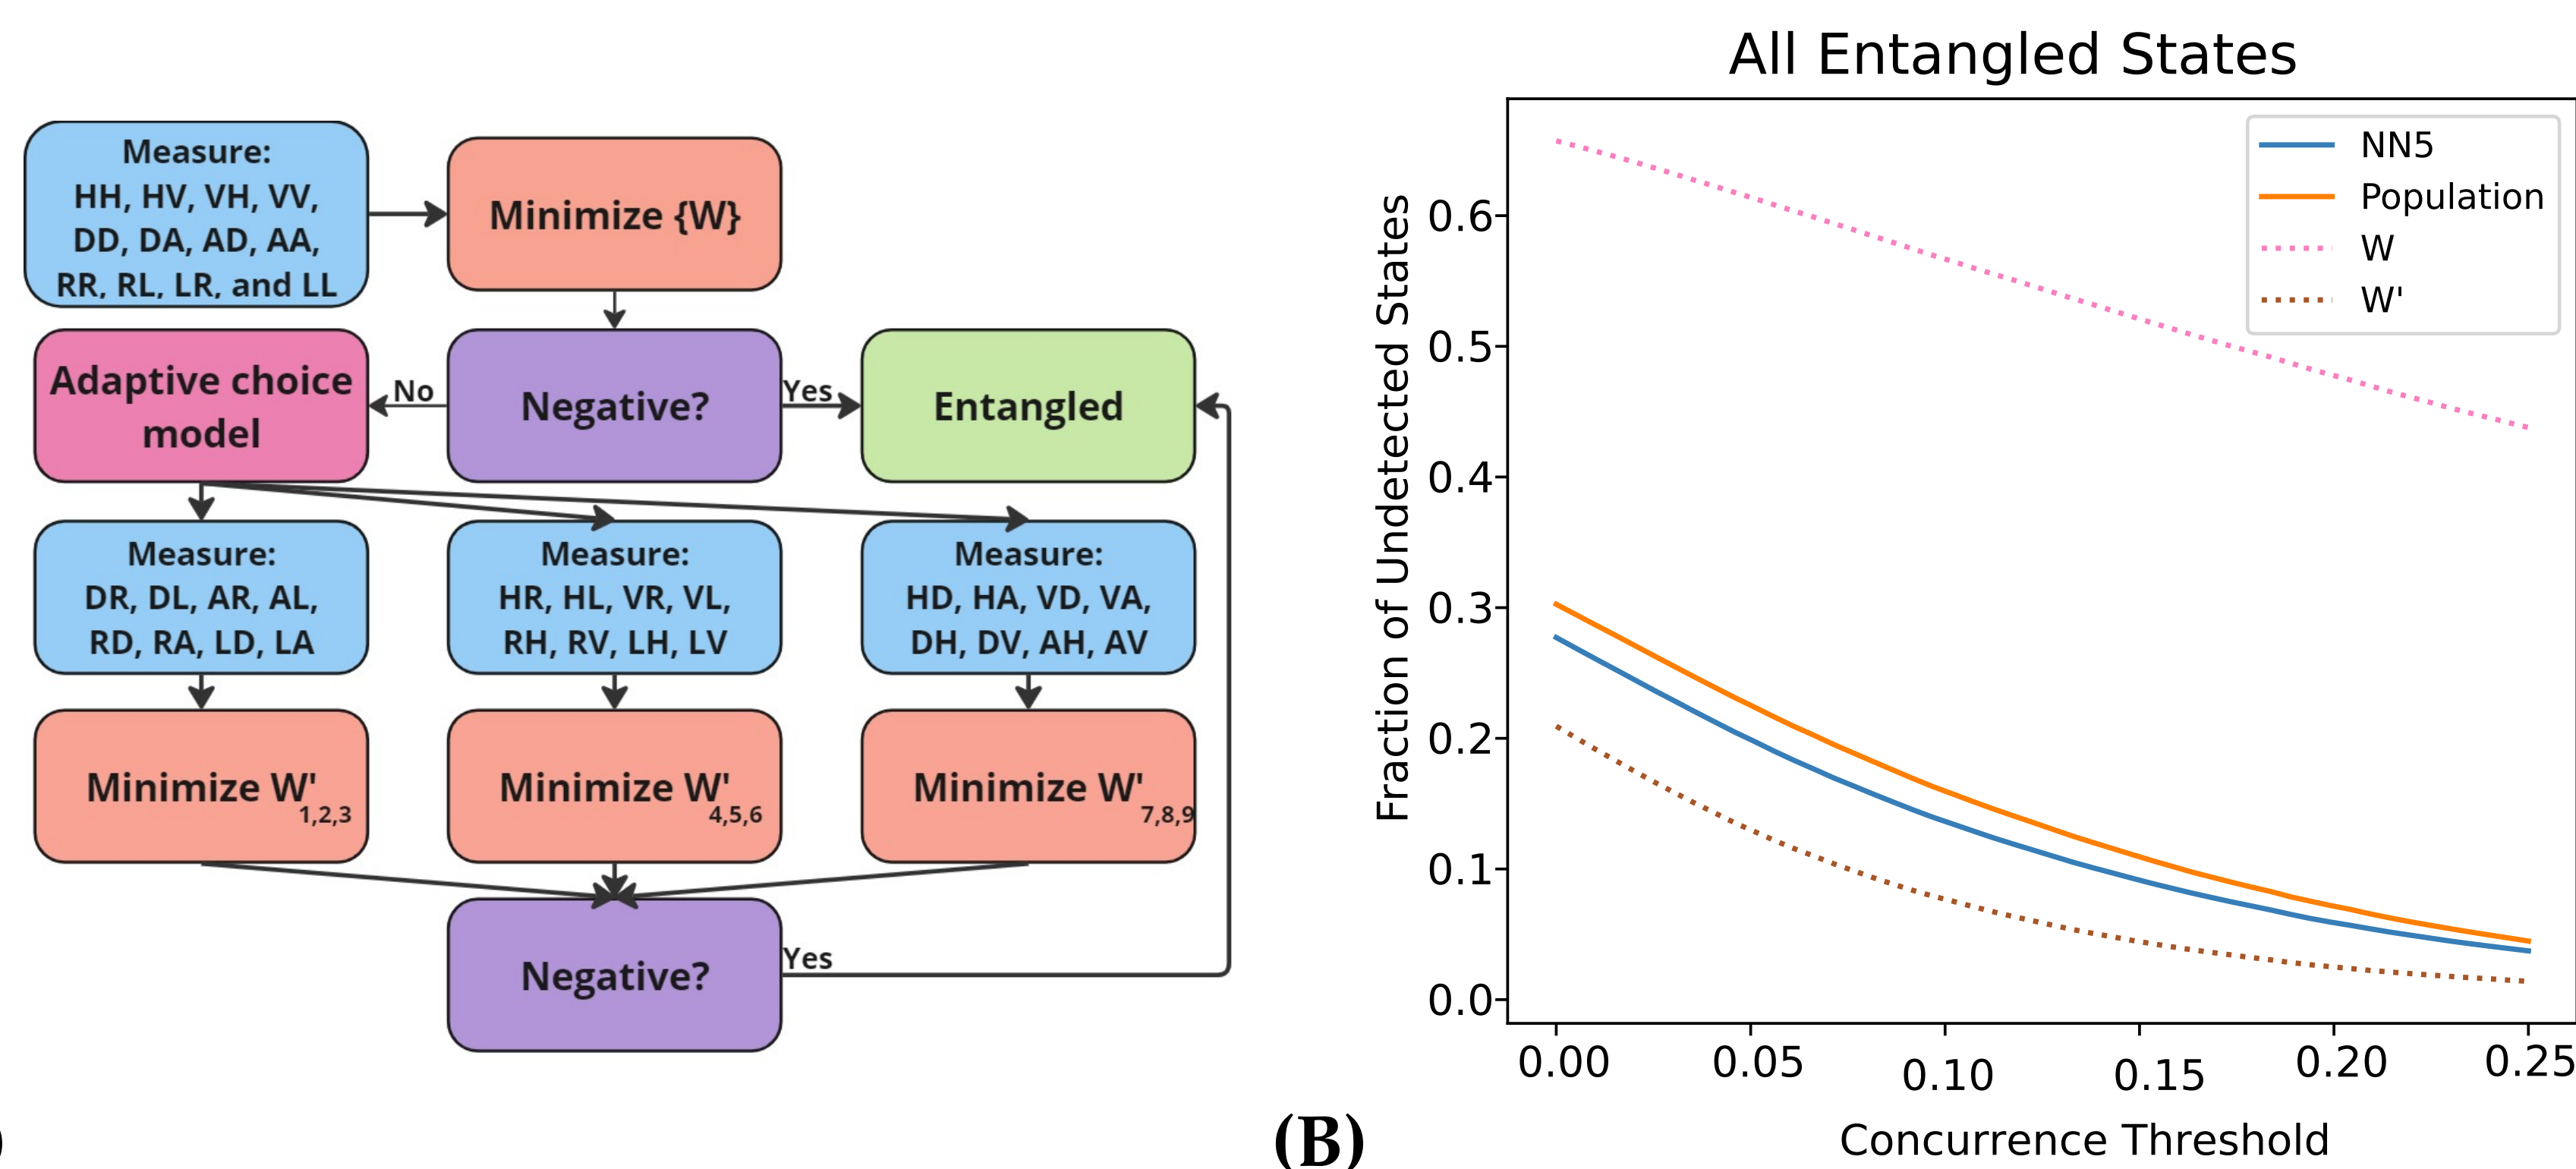 Measure:
HH, HV, VH, VV,
DD, DA, AD, AA,
RR, RL, LR, and LL
Minimize {W}
Adaptive choice
model
No
Negative?
Yes
Entangled
Measure:
DR, DL, AR, AL,
RD, RA, LD, LA
Measure:
HR, HL, VR, VL,
RH, RV, LH, LV
Measure:
HD, HA, VD, VA,
DH, DV, AH, AV
Minimize W'
1,2,3
Minimize W'
4,5,6
Minimize W'
7,8,9
Negative?
Yes
)
(B)
All Entangled States
NN5
Population
W
W'
Fraction of Undetected States
0.6
0.5
0.4
0.3
0.2
0.1
0.0
0.00
0.05
0.10
0.15
0.20
0.25
Concurrence Threshold